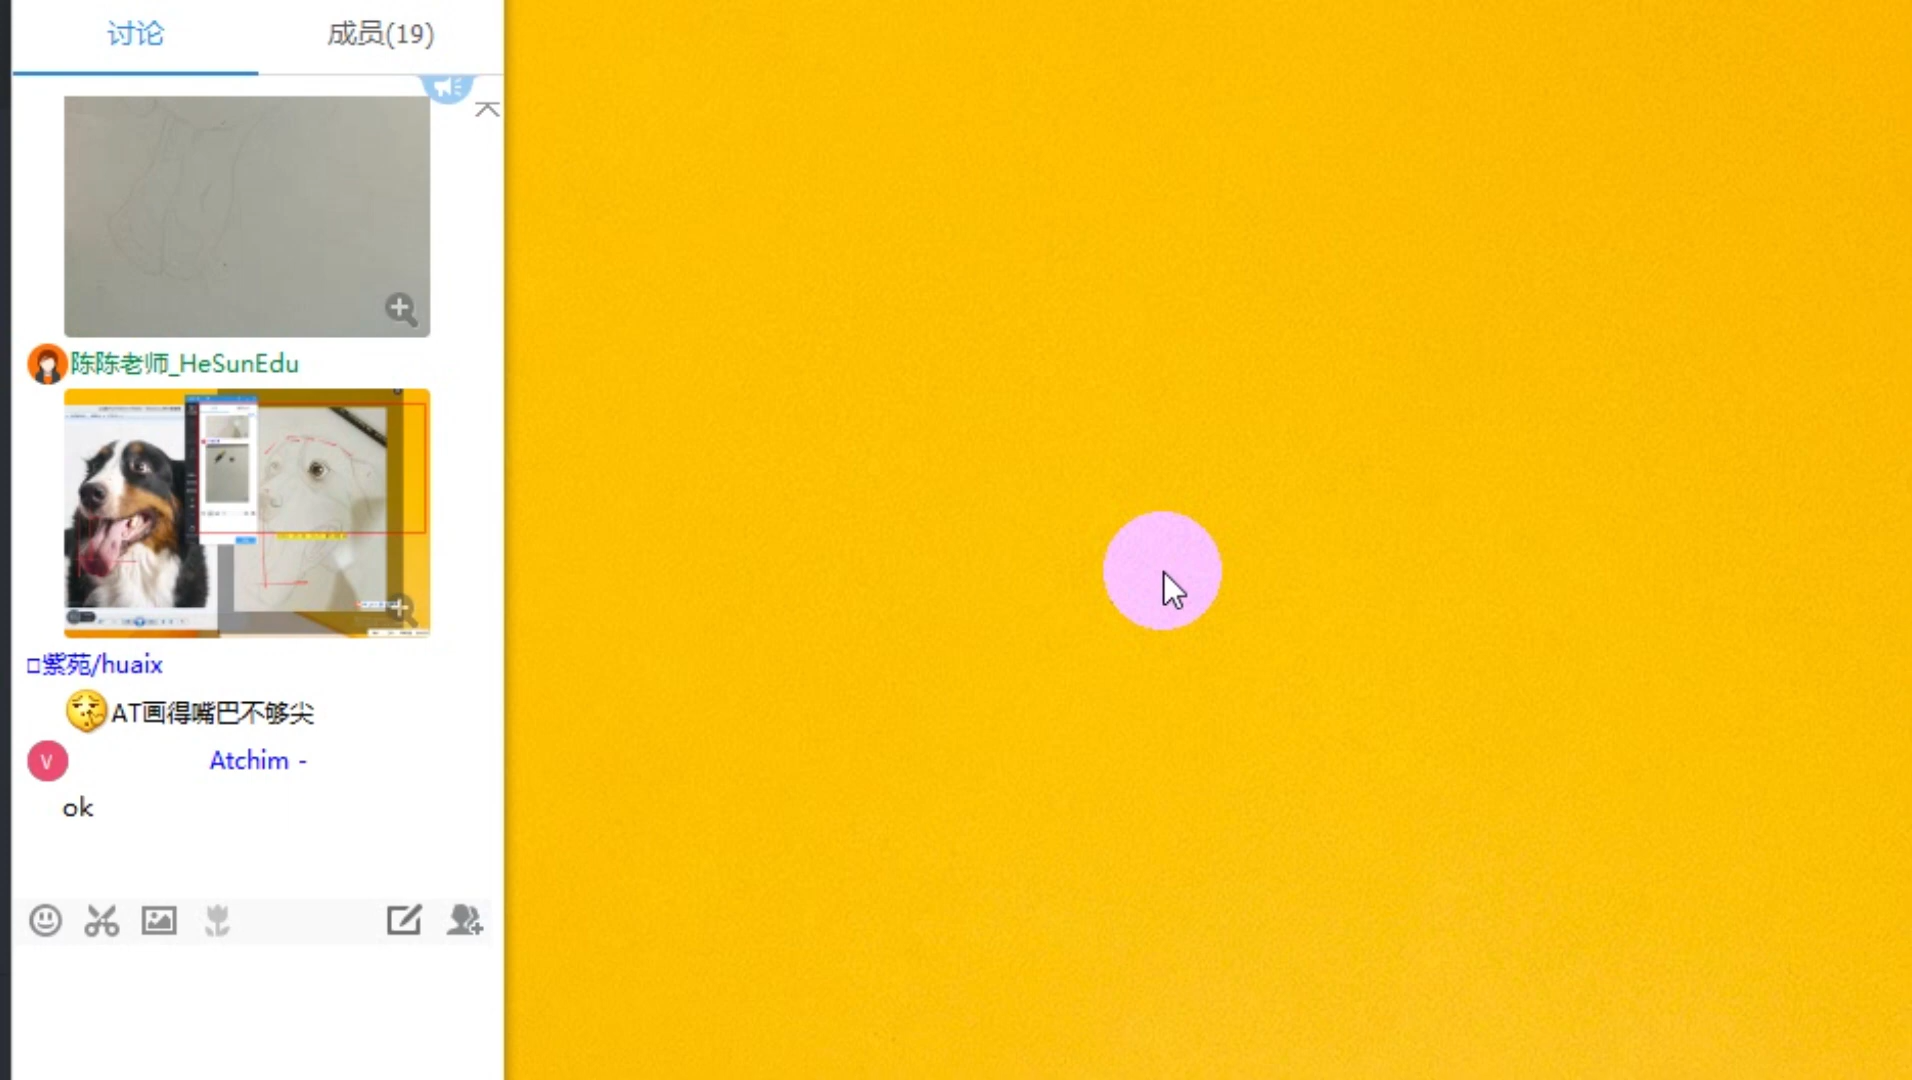 讨论
成员(19)
陈陈老师_HeSunEdu
紫苑/huaix
AT画得嘴巴不够尖
V
Atchim -
ok